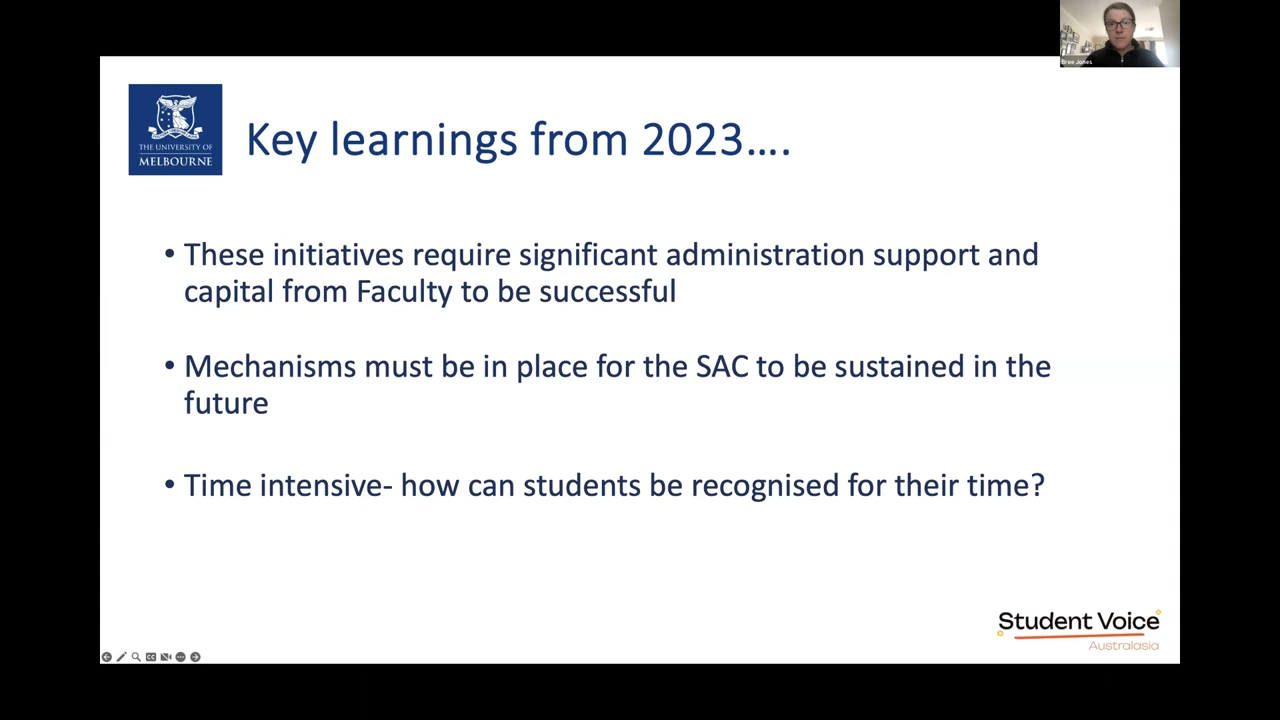 Bree Jones
THE UNIVERSITY OF
MELBOURNE
Key learnings from 2023….
• These initiatives require significant administration support and
capital from Faculty to be successful
• Mechanisms must be in place for the SAC to be sustained in the
future
• Time intensive- how can students be recognised for their time?
Student Voice
Australasia